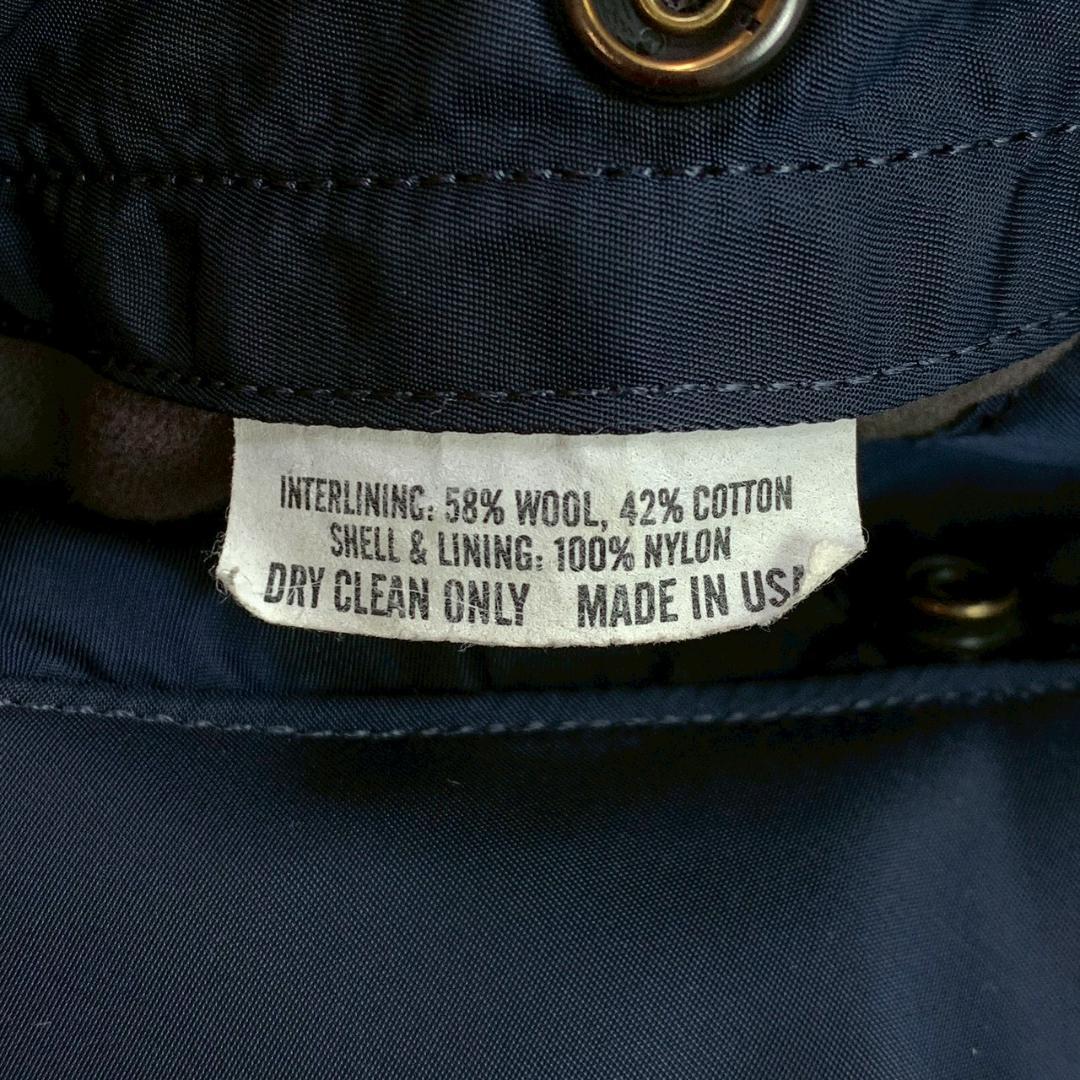 INTERLINING: 58% WOOL, 42% COTTON
SHELL & LINING: 100% NYLON
DRY CLEAN ONLY MADE IN USA